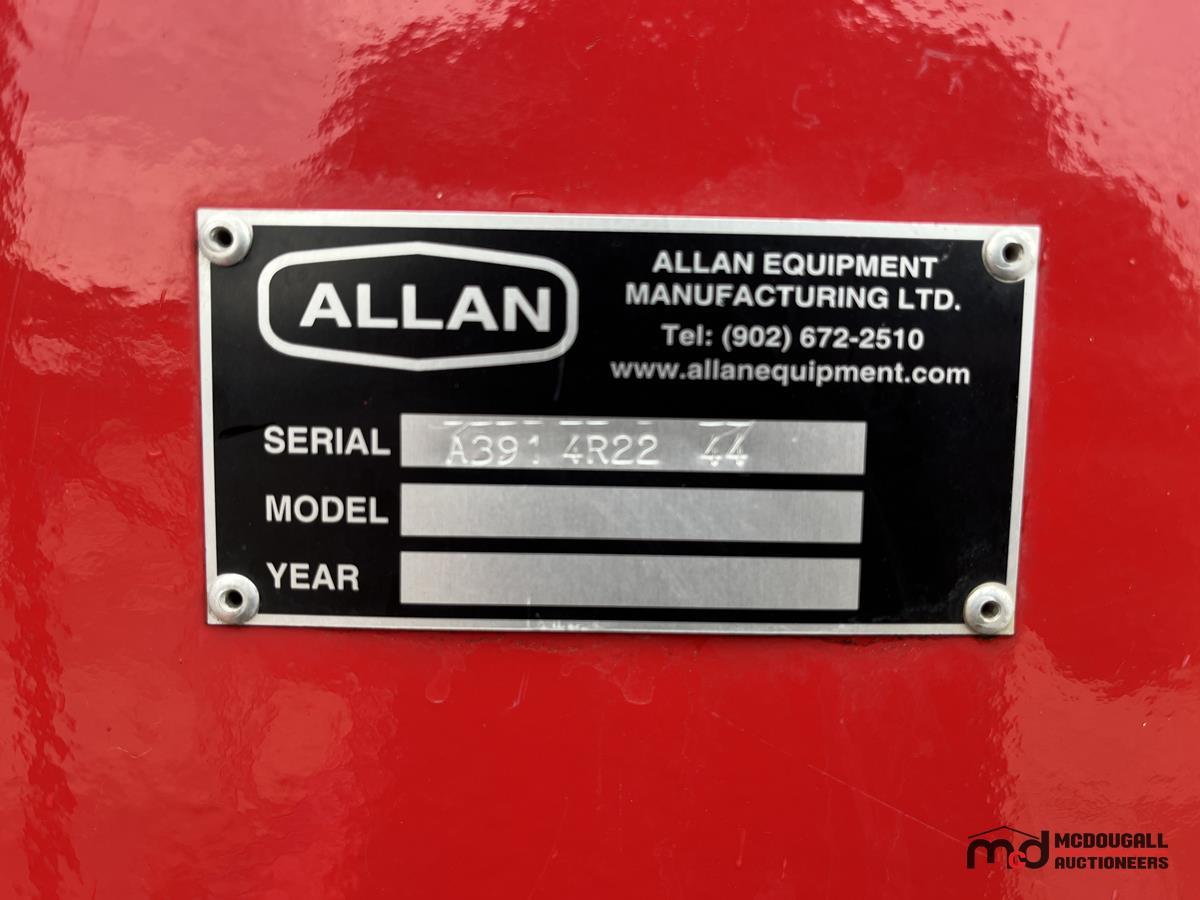 ALLAN
ALLAN EQUIPMENT
MANUFACTURING LTD.
Tel: (902) 672-2510
www.allanequipment.com
SERIAL A391 4R22 44
MODEL
YEAR
mcd MCDOUGALL
AUCTIONEERS